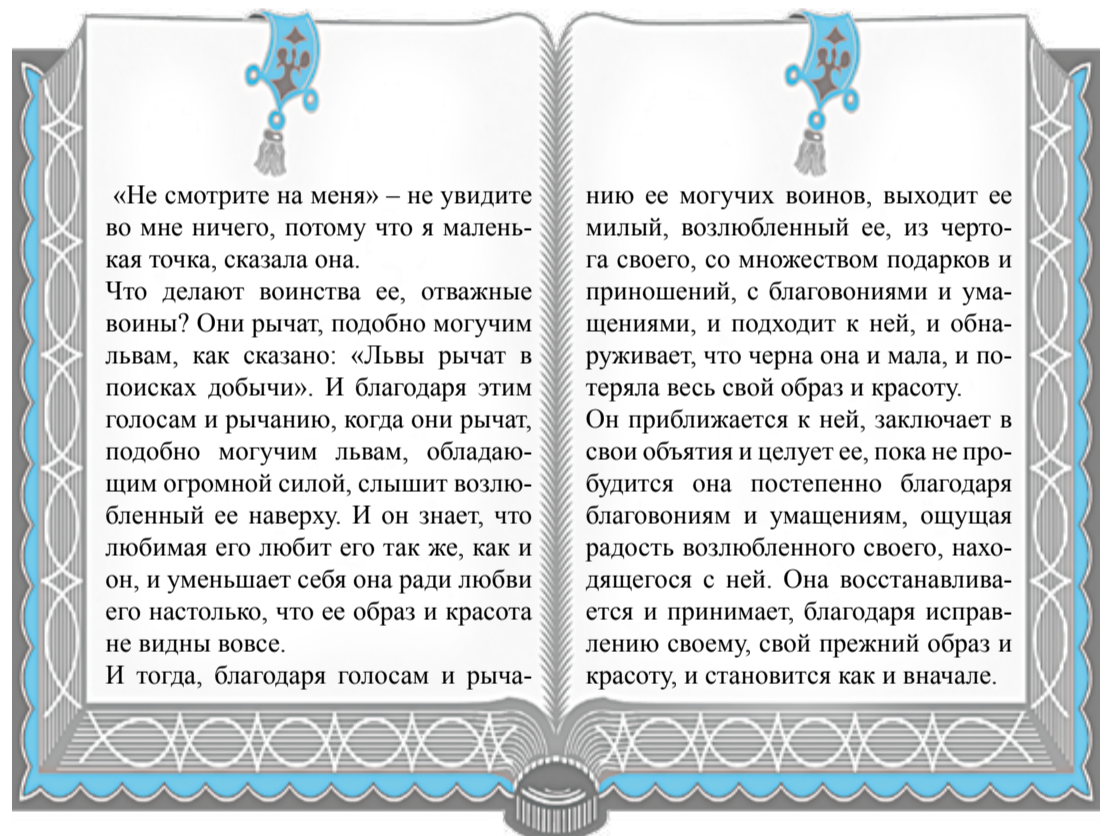 «Не смотрите на меня» – не увидите
во мне ничего, потому что я малень-
кая точка, сказала она.
Что делают воинства ее, отважные
воины? Они рычат, подобно могучим
львам, как сказано: «Львы рычат в
поисках добычи». И благодаря этим
голосам и рычанию, когда они рычат,
подобно могучим львам, обладаю-
щим огромной силой, слышит возлю-
бленный ее наверху. И он знает, что
любимая его любит его так же, как и
он, и уменьшает себя она ради любви
его настолько, что ее образ и красота
не видны вовсе.
И тогда, благодаря голосам и рыча-
нию ее могучих воинов, выходит ее
милый, возлюбленный ее, из черто-
га своего, со множеством подарков и
приношений, с благовониями и ума-
щениями, и подходит к ней, и обна-
руживает, что черна она и мала, и по-
теряла весь свой образ и красоту.
Он приближается к ней, заключает в
свои объятия и целует ее, пока не про-
будится она постепенно благодаря
благовониям и умащениям, ощущая
радость возлюбленного своего, нахо-
дящегося с ней. Она восстанавлива-
ется и принимает, благодаря исправ-
лению своему, свой прежний образ и
красоту, и становится как и вначале.